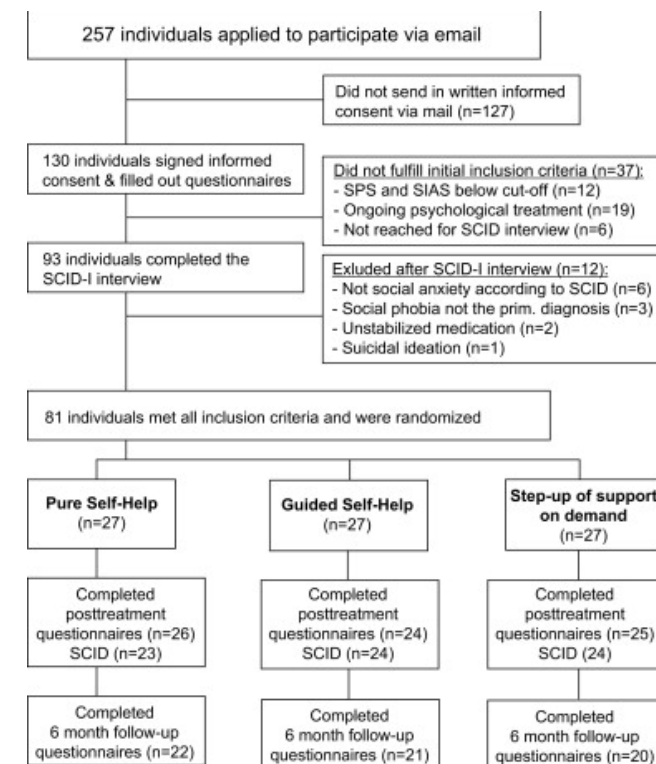 257 individuals applied to participate via email
Did not send in written informed
consent via mail (n=127)
130 individuals signed informed
consent & filled out questionnaires
Did not fulfill initial inclusion criteria (n=37):
- SPS and SIAS below cut-off (n=12)
- Ongoing psychological treatment (n=19)
- Not reached for SCID interview (n=6)
93 individuals completed the
SCID-I interview
Exluded after SCID-I interview (n=12):
- Not social anxiety according to SCID (n=6)
- Social phobia not the prim. diagnosis (n=3)
- Unstabilized medication (n=2)
- Suicidal ideation (n=1)
81 individuals met all inclusion criteria and were randomized
Pure Self-Help
(n=27)
Guided Self-Help
(n=27)
Step-up of support
on demand
(n=27)
Completed
posttreatment
questionnaires (n=26)
SCID (n=23)
Completed
posttreatment
questionnaires (n=24)
SCID (n=24)
Completed
posttreatment
questionnaires (n=25)
SCID (24)
Completed
6 month follow-up
questionnaires (n=22)
Completed
6 month follow-up
questionnaires (n=21)
Completed
6 month follow-up
questionnaires (n=20)